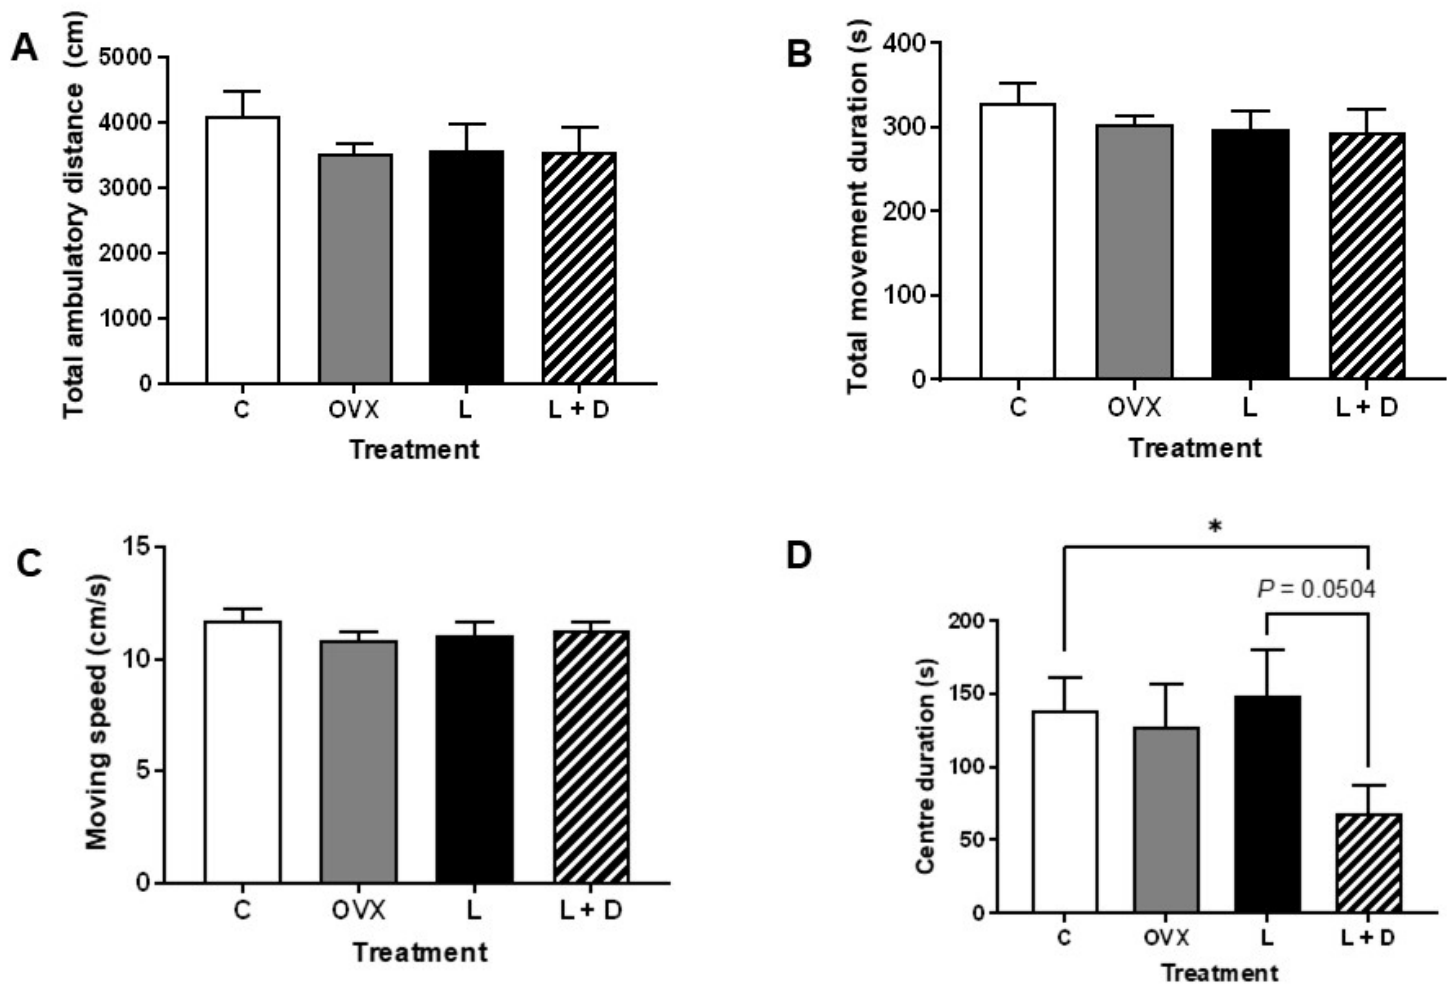 A
Total ambulatory distance (cm)
5000
4000
3000
2000
1000
0
C OVX L L + D
Treatment
B
Total movement duration (s)
400
300
200
100
0
C OVX L L + D
Treatment
C
Moving speed (cm/s)
15
10
5
0
C OVX L L + D
Treatment
D
*
P = 0.0504
Centre duration (s)
200
150
100
50
0
C OVX L L + D
Treatment